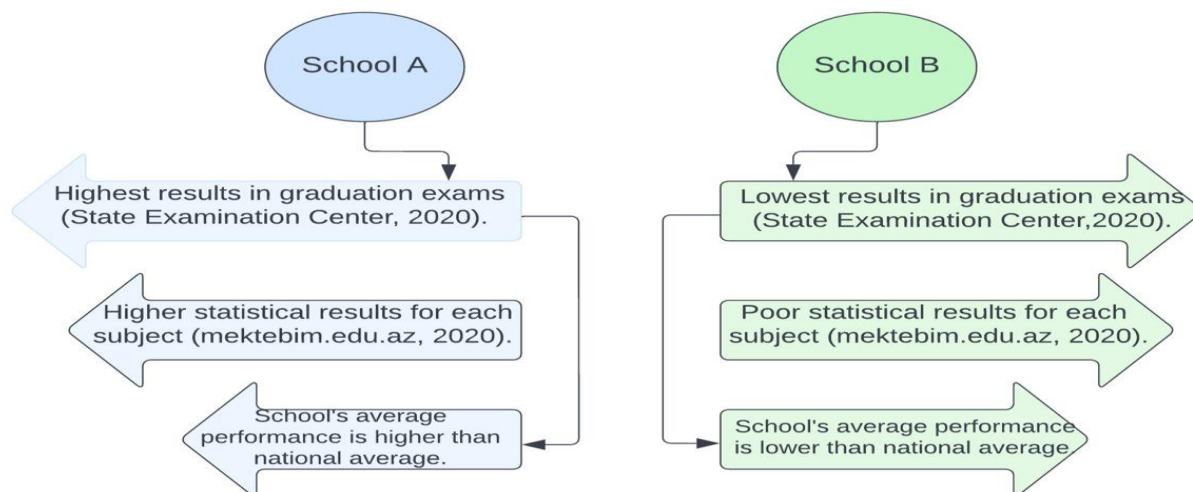 School A
Highest results in graduation exams
(State Examination Center, 2020).
Higher statistical results for each
subject (mektebim.edu.az, 2020).
School's average
performance is higher than
national average.
School B
Lowest results in graduation exams
(State Examination Center,2020).
Poor statistical results for each
subject (mektebim.edu.az, 2020).
School's average performance
is lower than national average.